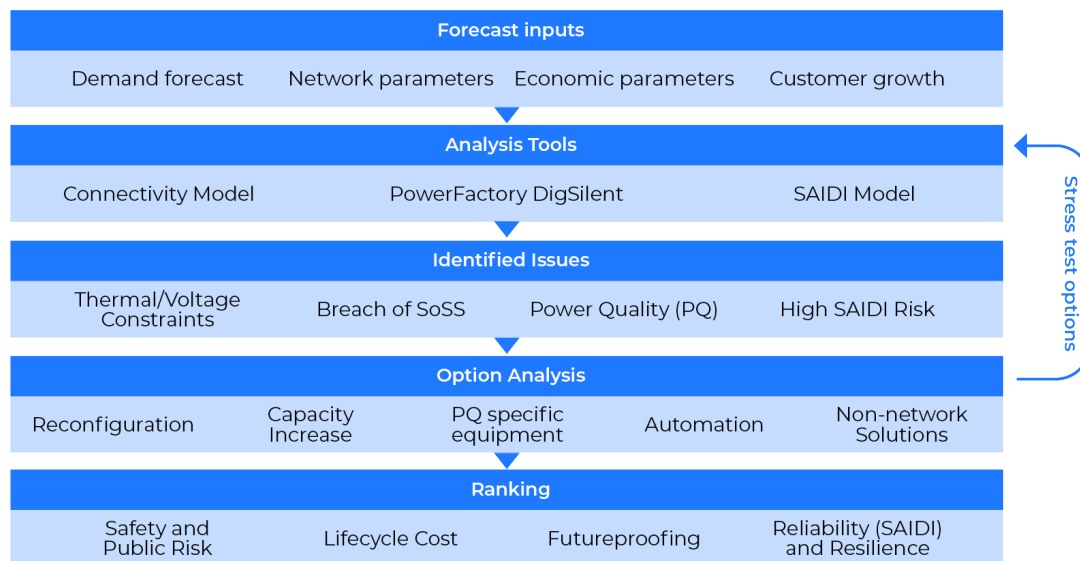 Forecast inputs
Demand forecast Network parameters Economic parameters Customer growth
Analysis Tools
Connectivity Model PowerFactory DigSilent SAIDI Model
Identified Issues
Thermal/Voltage
Constraints
Breach of SoSS
Power Quality (PQ)
High SAIDI Risk
Option Analysis
Reconfiguration
Capacity
Increase
PQ specific
equipment
Automation
Non-network
Solutions
Ranking
Safety and
Public Risk
Lifecycle Cost
Futureproofing
Reliability (SAIDI)
and Resilience
Stress test options